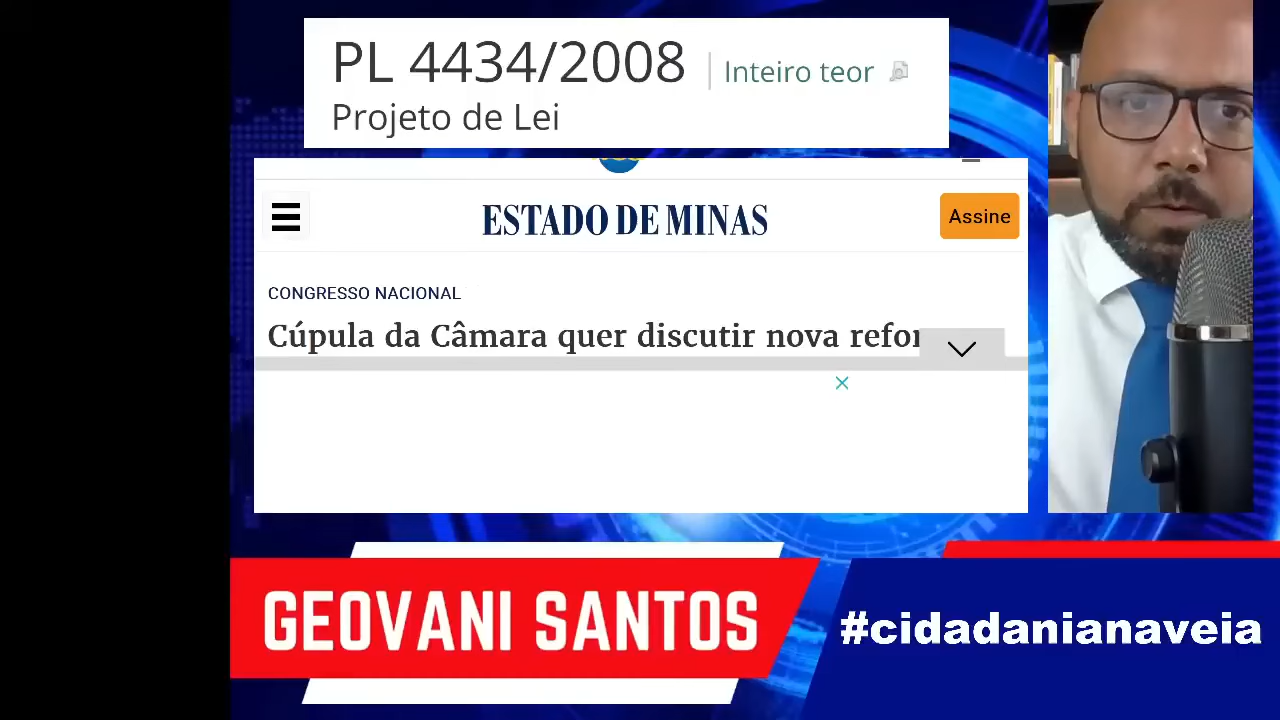 PL 4434/2008 Inteiro teor
Projeto de Lei
ESTADO DE MINAS
Assine
CONGRESSO NACIONAL
Cúpula da Câmara quer discutir nova
GEOVANI SANTOS
#cidadanianaveia